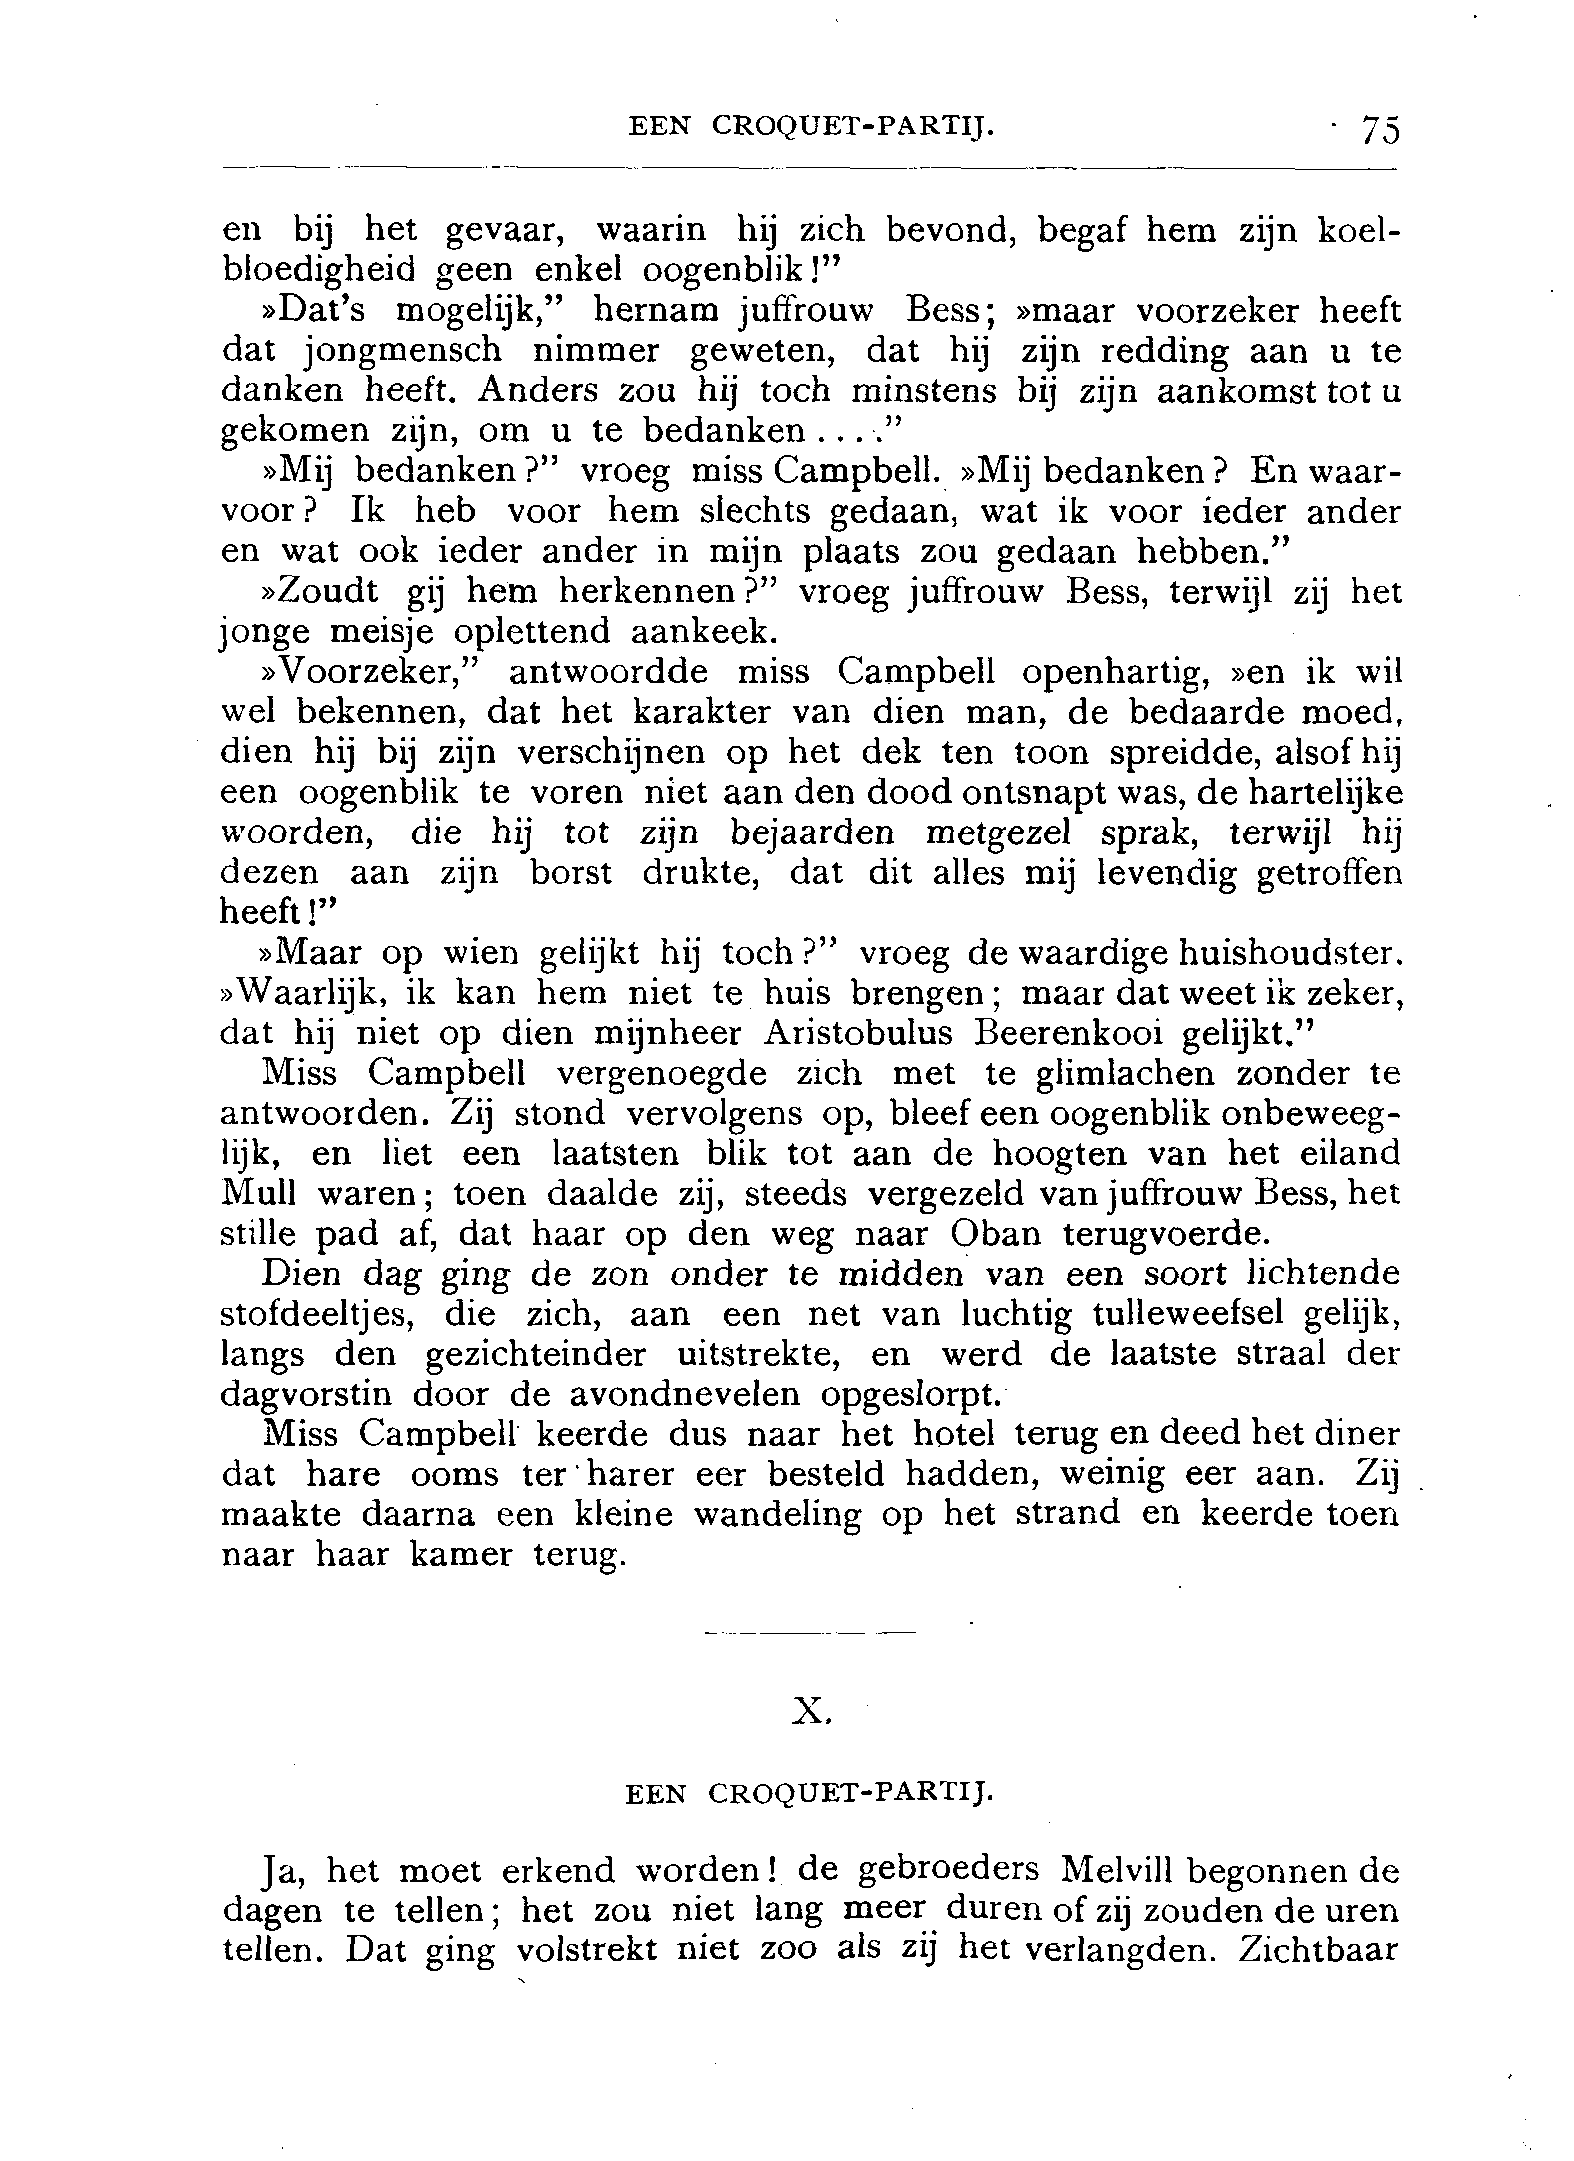 EEN CROQUET-PARTIJ. 75
en bij het gevaar, waarin hij zich bevond, begaf hem zijn koel-
bloedigheid geen enkel oogenblik!”
»Dat’s mogelijk,” hernam juffrouw Bess; »maar voorzeker heeft
dat jongmensch nimmer geweten, dat hij zijn redding aan u te
danken heeft. Anders zou hij toch minstens bij zijn aankomst tot u
gekomen zijn, om u te bedanken ....”
»Mij bedanken?” vroeg miss Campbell. »Mij bedanken? En waar-
voor? Ik heb voor hem slechts gedaan, wat ik voor ieder ander
en wat ook ieder ander in mijn plaats zou gedaan hebben.”
»Zoudt gij hem herkennen?” vroeg juffrouw Bess, terwijl zij het
jonge meisje oplettend aankeek.
»Voorzeker,” antwoordde miss Campbell openhartig, »en ik wil
wel bekennen, dat het karakter van dien man, de bedaarde moed,
dien hij bij zijn verschijnen op het dek ten toon spreidde, alsof hij
een oogenblik te voren niet aan den dood ontsnapt was, de hartelijke
woorden, die hij tot zijn bejaarden metgezel sprak, terwijl hij
dezen aan zijn borst drukte, dat dit alles mij levendig getroffen
heeft!”
»Maar op wien gelijkt hij toch?” vroeg de waardige huishoudster.
»Waarlijk, ik kan hem niet te huis brengen; maar dat weet ik zeker,
dat hij niet op dien mijnheer Aristobulus Beerenkooi gelijkt.”
Miss Campbell vergenoegde zich met te glimlachen zonder te
antwoorden. Zij stond vervolgens op, bleef een oogenblik onbeweeg-
lijk, en liet een laatsten blik tot aan de hoogten van het eiland
Mull waren; toen daalde zij, steeds vergezeld van juffrouw Bess, het
stille pad af, dat haar op den weg naar Oban terugvoerde.
Dien dag ging de zon onder te midden van een soort lichtende
stofdeeltjes, die zich, aan een net van luchtig tulleweefsel gelijk,
langs den gezichteinder uitstrekte, en werd de laatste straal der
dagvorstin door de avondnevelen opgeslorpt.
Miss Campbell keerde dus naar het hotel terug en deed het diner
dat hare ooms ter harer eer besteld hadden, weinig eer aan. Zij
maakte daarna een kleine wandeling op het strand en keerde toen
naar haar kamer terug.
X.
EEN CROQUET-PARTIJ.
Ja, het moet erkend worden! de gebroeders Melvill begonnen de
dagen te tellen; het zou niet lang meer duren of zij zouden de uren
tellen. Dat ging volstrekt niet zoo als zij het verlangden. Zichtbaar